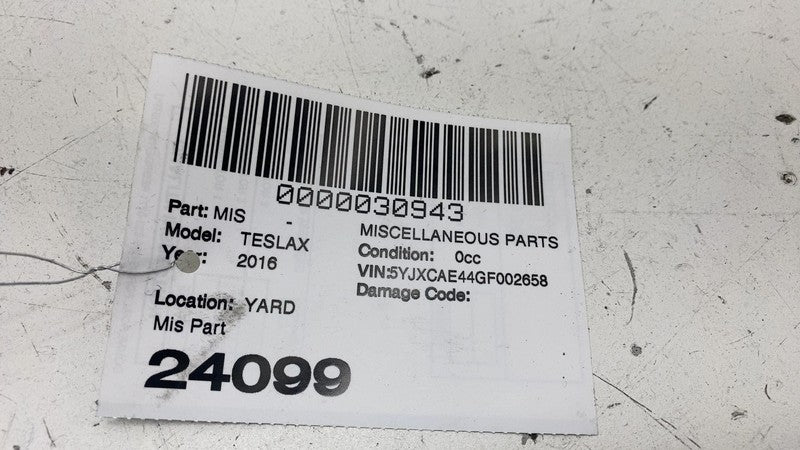 0000030943
Part: MIS -
MISCELLANEOUS PARTS
Model: TESLAX
Condition: 0cc
Year: 2016
VIN:5YJXCAE44GF002658
Damage Code:
Location: YARD
Mis Part
24099